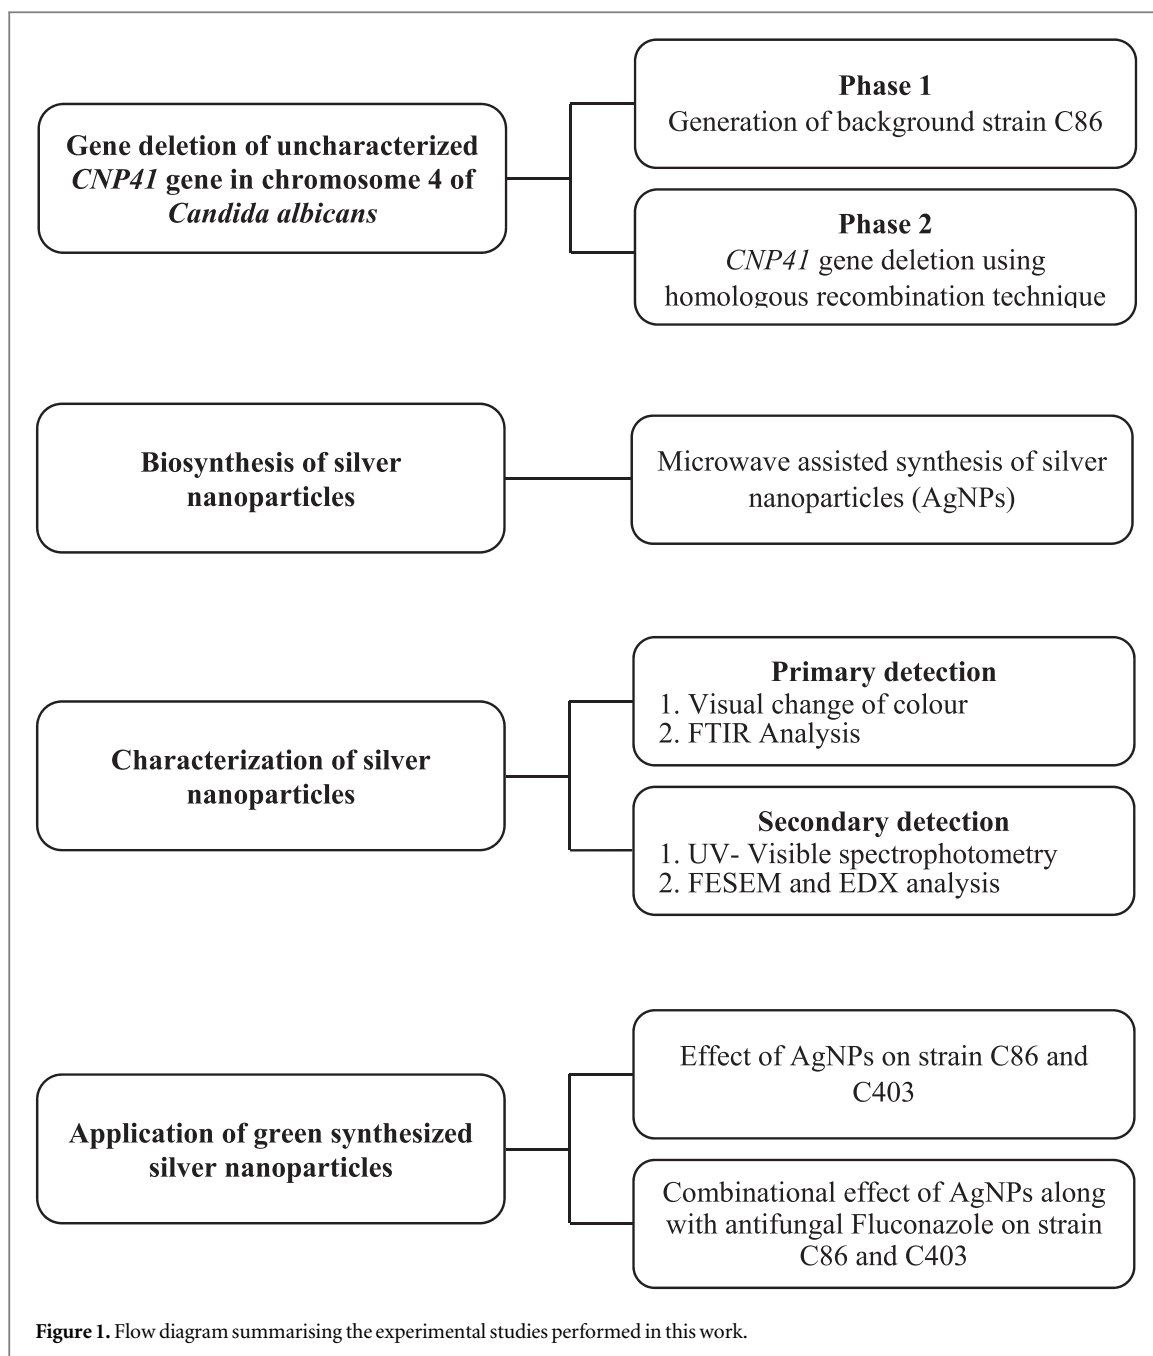 Gene deletion of uncharacterized
CNP41 gene in chromosome 4 of
Candida albicans
Phase 1
Generation of background strain C86
Phase 2
CNP41 gene deletion using
homologous recombination technique
Biosynthesis of silver
nanoparticles
Microwave assisted synthesis of silver
nanoparticles (AgNPs)
Characterization of silver
nanoparticles
Primary detection
1. Visual change of colour
2. FTIR Analysis
Secondary detection
1. UV- Visible spectrophotometry
2. FESEM and EDX analysis
Application of green synthesized
silver nanoparticles
Effect of AgNPs on strain C86 and
C403
Combinational effect of AgNPs along
with antifungal Fluconazole on strain
C86 and C403
Figure 1. Flow diagram summarising the experimental studies performed in this work.